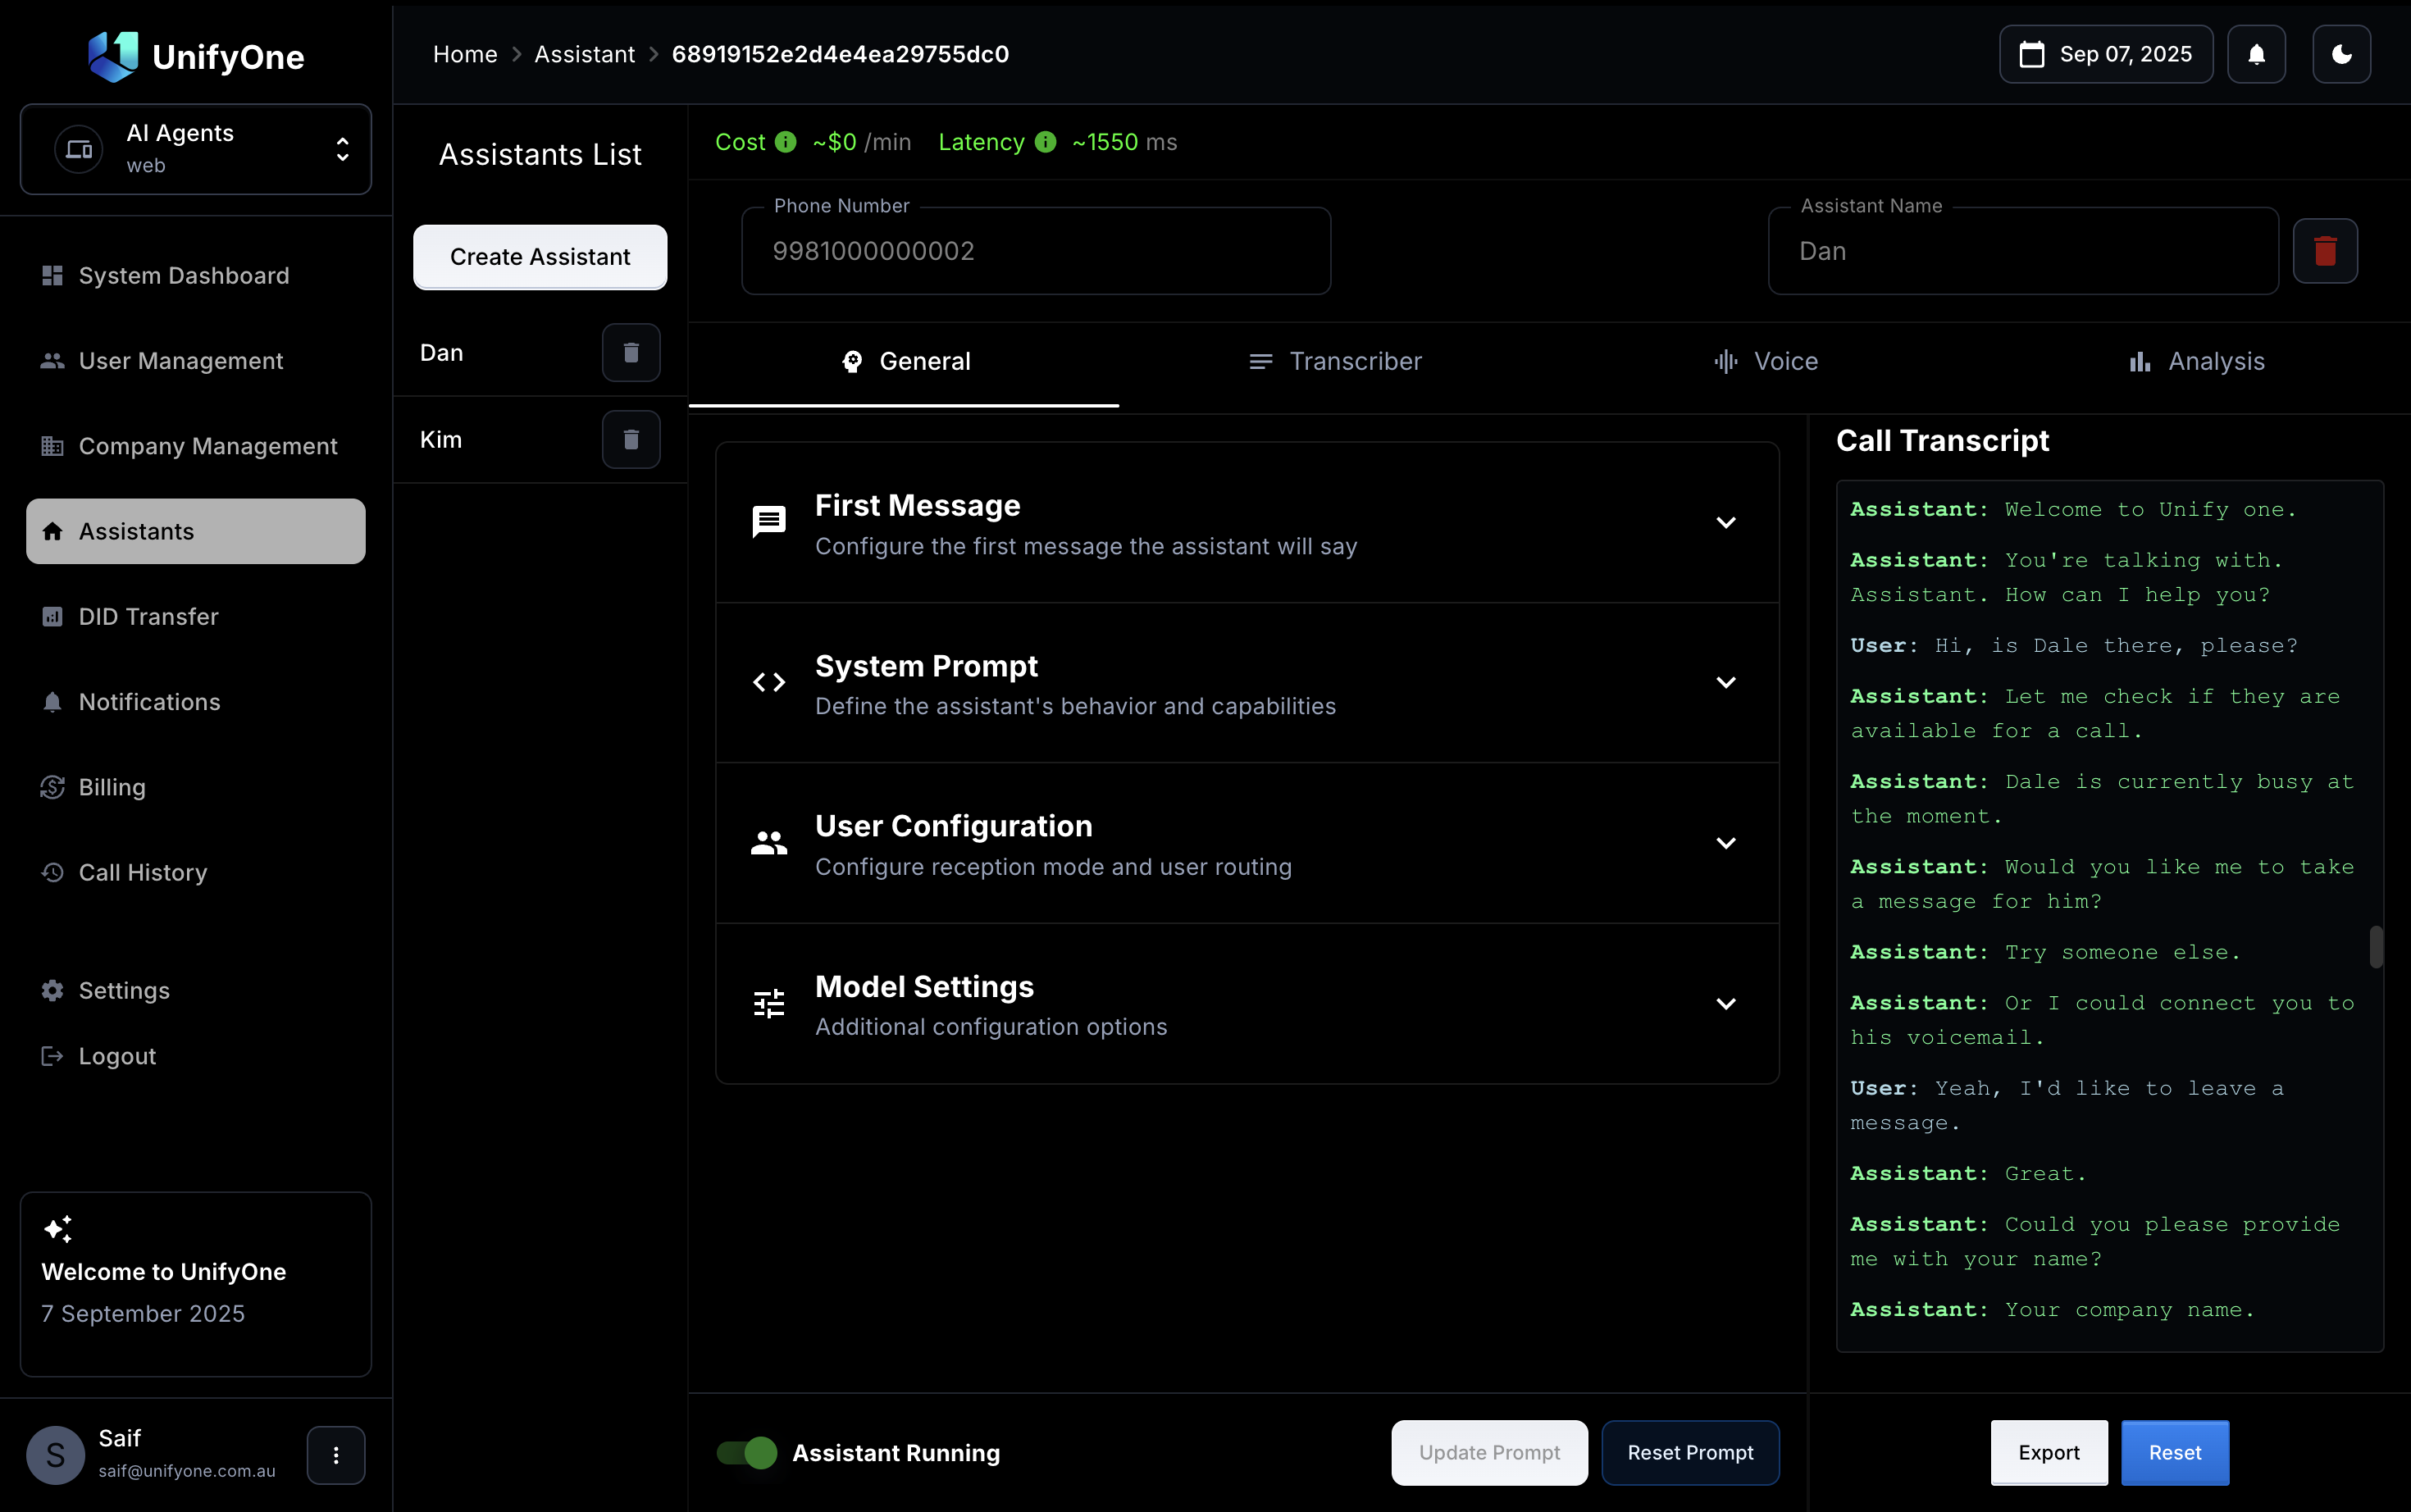 UnifyOne
AI Agents
web
System Dashboard
User Management
Company Management
Assistants
DID Transfer
Notifications
Billing
Call History
Settings
Logout
Welcome to UnifyOne
7 September 2025
S
Saif
saif@unifyone.com.au
Home > Assistant > 68919152e2d4e4ea29755dc0
Sep 07, 2025
Assistants List
Create Assistant
Dan
Kim
Cost ~$0 /min Latency ~1550 ms
Phone Number
9981000000002
Assistant Name
Dan
General
Transcriber
Voice
Analysis
First Message
Configure the first message the assistant will say
System Prompt
Define the assistant's behavior and capabilities
User Configuration
Configure reception mode and user routing
Model Settings
Additional configuration options
Assistant Running
Update Prompt
Reset Prompt
Call Transcript
Assistant: Welcome to Unify one.
Assistant: You're talking with.
Assistant. How can I help you?
User: Hi, is Dale there, please?
Assistant: Let me check if they are
available for a call.
Assistant: Dale is currently busy at
the moment.
Assistant: Would you like me to take
a message for him?
Assistant: Try someone else.
Assistant: Or I could connect you to
his voicemail.
User: Yeah, I'd like to leave a
message.
Assistant: Great.
Assistant: Could you please provide
me with your name?
Assistant: Your company name.
Export
Reset